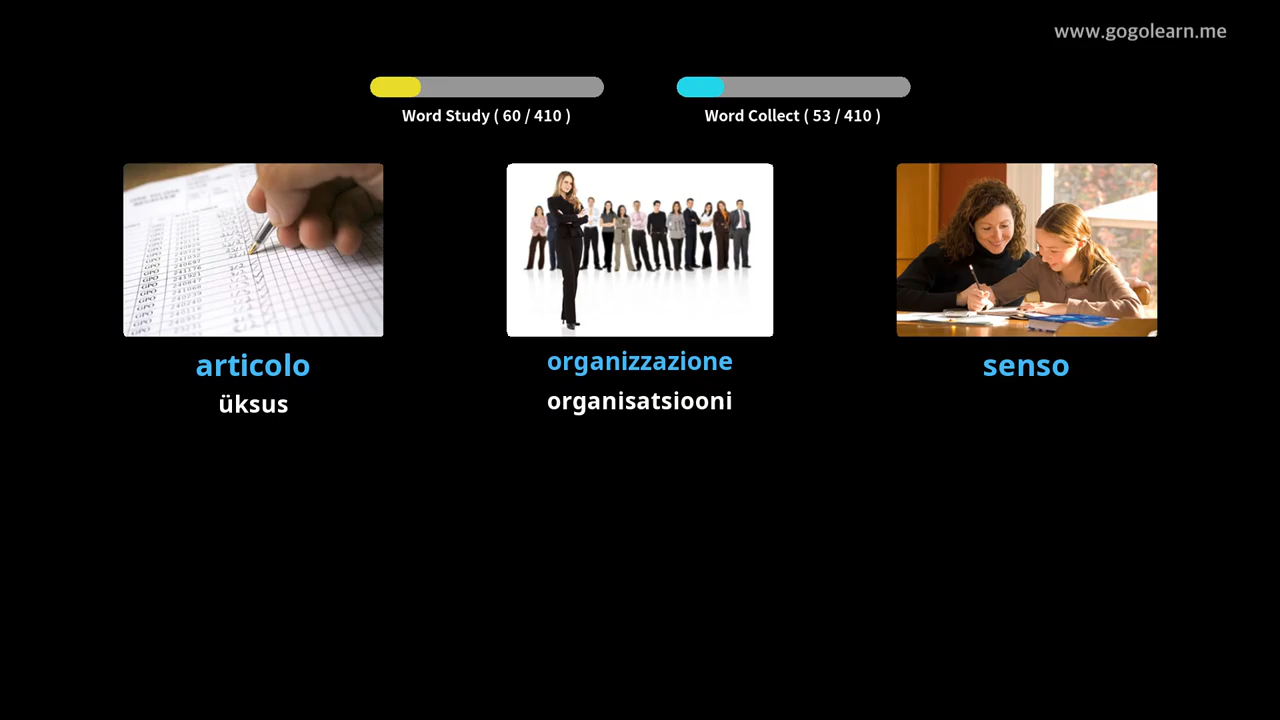 www.gogolearn.me
Word Study ( 60 / 410 )
Word Collect ( 53 / 410 )
articolo
üksus
organizzazione
organisatsiooni
senso